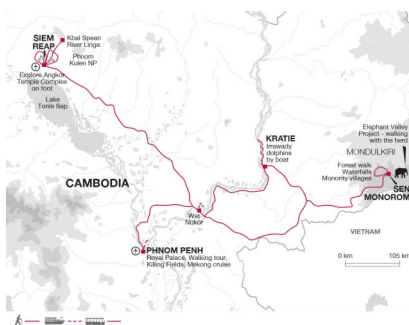 SIEM
REAP
Kbal Spean
River Linga
Phnom
Kulen NP
Explore Angkor
Temple Complex
on foot
Lake
Tonle Sap
CAMBODIA
KRATIE
Irrawady
dolphins
by boat
Elephant Valley
Project - walking
with the herd
MONDULKIRI
Forest walk
Waterfalls
Monority villages
SEN
MONOROM
Wat
Nokor
PHNOM PENH
Royal Palace, Walking tour,
Killing Fields, Mekong cruise
VIETNAM
0 km
105 km